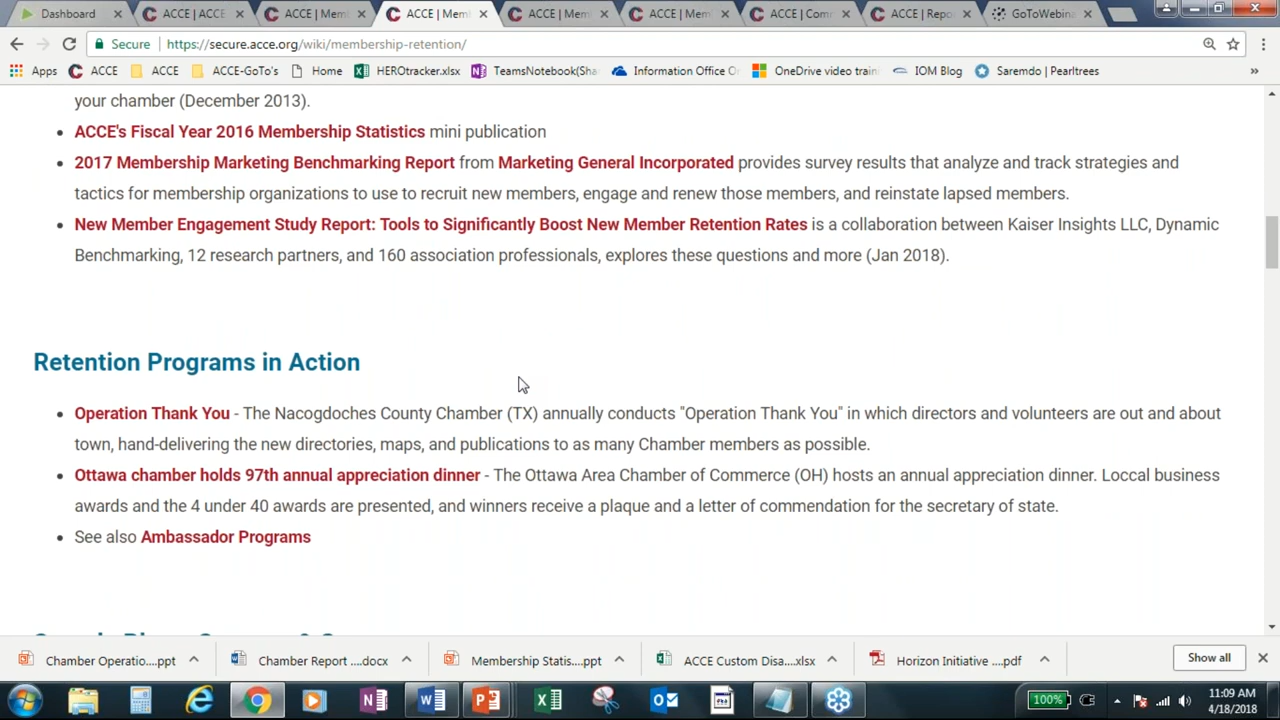 Dashboard
ACCE | ACCE
ACCE | Mem
ACCE | Mem
ACCE | Mem
ACCE | Mem
ACCE | Com
ACCE | Repo
GoToWebina
Secure
https://secure.acce.org/wiki/membership-retention/
Apps
ACCE
ACCE
ACCE-GoTo's
Home
HEROtracker.xlsx
TeamsNotebook(Sha
Information Office O
OneDrive video train
IOM Blog
Saremdo | Pearltrees
»
your chamber (December 2013).
• ACCE's Fiscal Year 2016 Membership Statistics mini publication
• 2017 Membership Marketing Benchmarking Report from Marketing General Incorporated provides survey results that analyze and track strategies and
tactics for membership organizations to use to recruit new members, engage and renew those members, and reinstate lapsed members.
• New Member Engagement Study Report: Tools to Significantly Boost New Member Retention Rates is a collaboration between Kaiser Insights LLC, Dynamic
Benchmarking, 12 research partners, and 160 association professionals, explores these questions and more (Jan 2018).
Retention Programs in Action
• Operation Thank You - The Nacogdoches County Chamber (TX) annually conducts "Operation Thank You" in which directors and volunteers are out and about
town, hand-delivering the new directories, maps, and publications to as many Chamber members as possible.
• Ottawa chamber holds 97th annual appreciation dinner - The Ottawa Area Chamber of Commerce (OH) hosts an annual appreciation dinner. Loccal business
awards and the 4 under 40 awards are presented, and winners receive a plaque and a letter of commendation for the secretary of state.
• See also Ambassador Programs
Chamber Operatio....ppt
Chamber Report ....docx
Membership Statis....ppt
ACCE Custom Disa....xlsx
Horizon Initiative ....pdf
Show all
100%
11:09 AM
4/18/2018